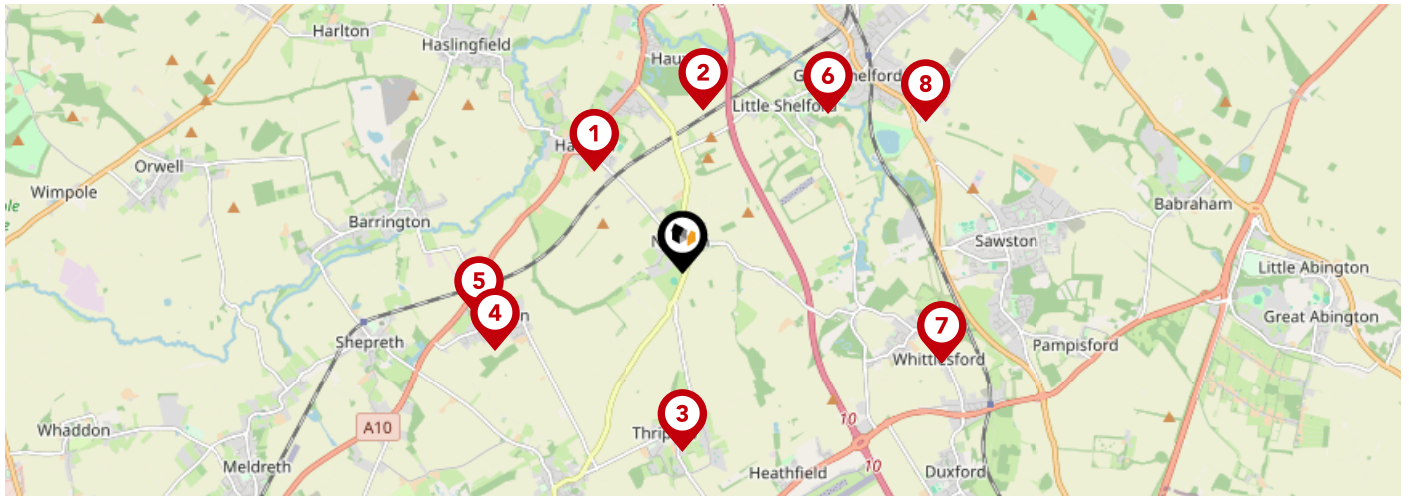 Harlton
Haslingfield
2
6
Little Shelford
8
1
Orwell
Wimpole
Barrington
Babraham
Sawston
5
Little Abington
4
Great Abington
7
Shepreth
Whittlesford
Pampisford
3
10
A10
Whaddon
Meldreth
Heathfield
10
Duxford